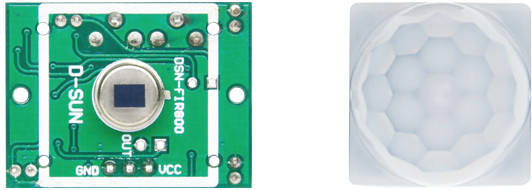 D-SUN
DSN-FIR800
OUT
GND
VCC